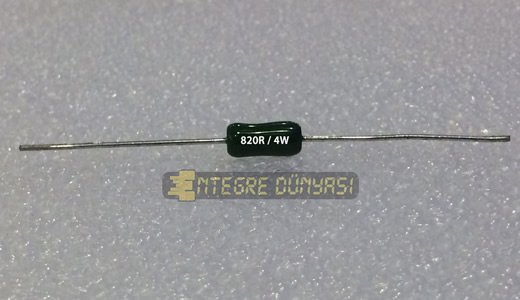 820R / 4W
ENTEGRE DÜNYASI